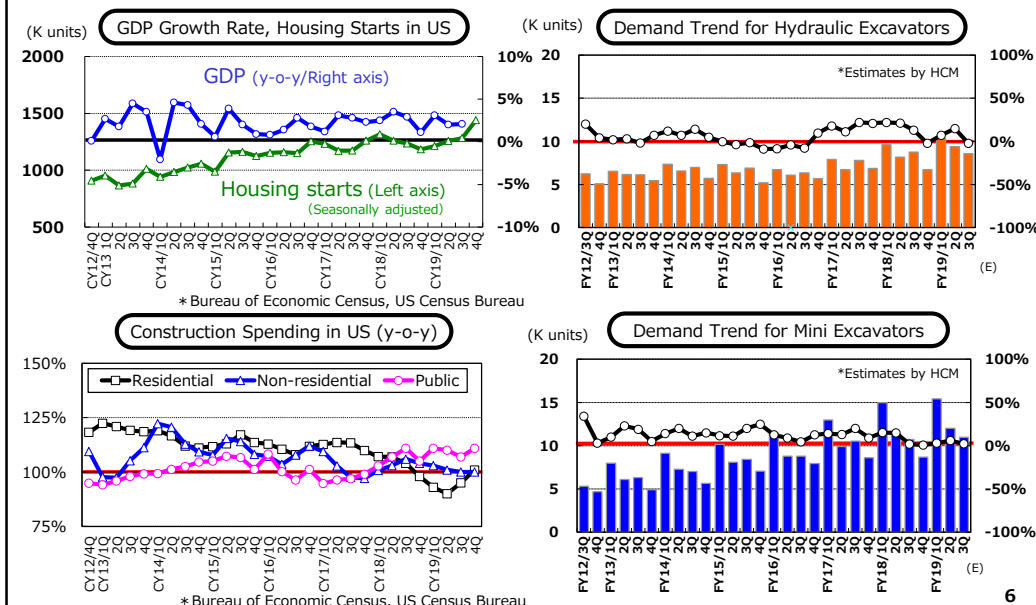 GDP Growth Rate, Housing Starts in US
(K units)
2000
1500
1000
500
10%
5%
0%
-5%
-10%
GDP (y-o-y/Right axis)
Housing starts (Left axis)
(Seasonally adjusted)
CY12/4Q
CY13 1Q
2Q
3Q
4Q
CY14/1Q
2Q
3Q
4Q
CY15/1Q
2Q
3Q
4Q
CY16/1Q
2Q
3Q
4Q
CY17/1Q
2Q
3Q
4Q
CY18/1Q
2Q
3Q
4Q
CY19/1Q
2Q
3Q
4Q
* Bureau of Economic Census, US Census Bureau
Demand Trend for Hydraulic Excavators
(K units)
20
15
10
5
0
100%
50%
0%
-50%
-100%
*Estimates by HCM
FY12/3Q
4Q
FY13/1Q
2Q
3Q
4Q
FY14/1Q
2Q
3Q
4Q
FY15/1Q
2Q
3Q
4Q
FY16/1Q
2Q
3Q
4Q
FY17/1Q
2Q
3Q
4Q
FY18/1Q
2Q
3Q
4Q
FY19/1Q
2Q
3Q
(E)
Construction Spending in US (y-o-y)
150%
125%
100%
75%
Residential Non-residential Public
CY12/4Q
CY13/1Q
2Q
3Q
4Q
CY14/1Q
2Q
3Q
4Q
CY15/1Q
2Q
3Q
4Q
CY16/1Q
2Q
3Q
4Q
CY17/1Q
2Q
3Q
4Q
CY18/1Q
2Q
3Q
4Q
CY19/1Q
2Q
3Q
4Q
* Bureau of Economic Census, US Census Bureau
Demand Trend for Mini Excavators
(K units)
20
15
10
5
0
100%
50%
0%
-50%
-100%
*Estimates by HCM
FY12/3Q
4Q
FY13/1Q
2Q
3Q
4Q
FY14/1Q
2Q
3Q
4Q
FY15/1Q
2Q
3Q
4Q
FY16/1Q
2Q
3Q
4Q
FY17/1Q
2Q
3Q
4Q
FY18/1Q
2Q
3Q
4Q
FY19/1Q
2Q
3Q
(E)
6